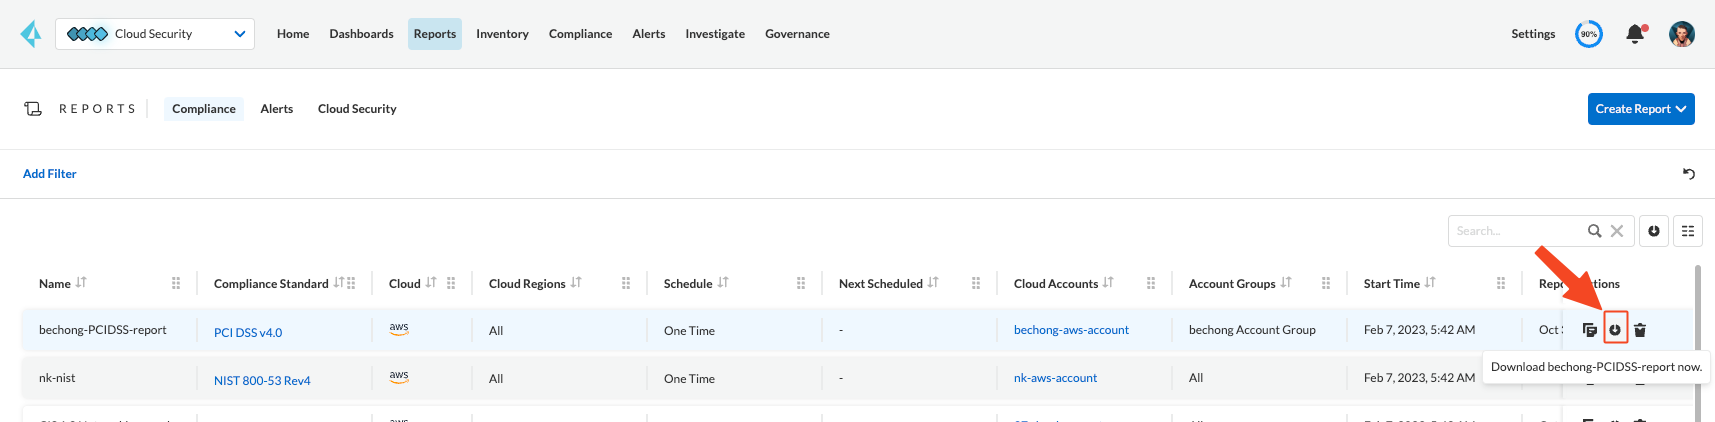 Cloud Security
Home Dashboards Reports Inventory Compliance Alerts Investigate Governance
Settings 90%
REPORTS Compliance Alerts Cloud Security
Create Report
Add Filter
Search...
Name Compliance Standard Cloud Cloud Regions Schedule Next Scheduled Cloud Accounts Account Groups Start Time
bechong-PCIDSS-report PCI DSS v4.0 aws All One Time - bechong-aws-account bechong Account Group Feb 7, 2023, 5:42 AM Oct
Download bechong-PCIDSS-report now.
nk-nist NIST 800-53 Rev4 aws All One Time - nk-aws-account All Feb 7, 2023, 5:42 AM
aws